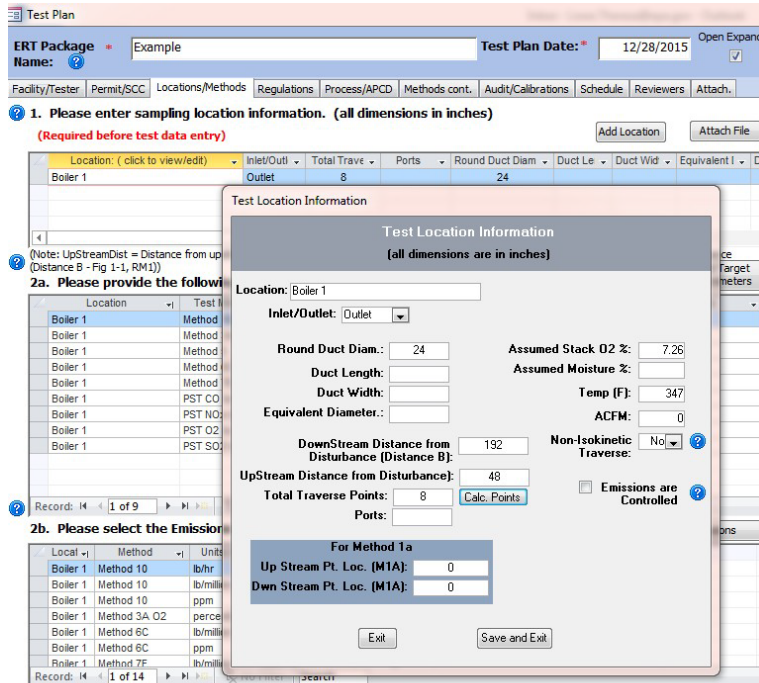 Test Plan
ERT Package Name: * Example Test Plan Date:* 12/28/2015 Open Expand
Facility/Tester Permit/SCC Locations/Methods Regulations Process/APCD Methods cont. Audit/Calibrations Schedule Reviewers Attach.
1. Please enter sampling location information. (all dimensions in inches)
(Required before test data entry) Add Location Attach File
Location: ( click to view/edit) Inlet/Outl Total Trave Ports Round Duct Diam Duct Le Duct Wid Equivalent I D
Boiler 1 Outlet 8 24
(Note: UpStreamDist = Distance from up
(Distance B - Fig 1-1, RM1))
ce
Target
meters
2a. Please provide the followi
Location Test M
Boiler 1 Method
Boiler 1 Method
Boiler 1 Method
Boiler 1 Method
Boiler 1 Method
Boiler 1 PST CO
Boiler 1 PST NOx
Boiler 1 PST O2
Boiler 1 PST SO2
Record: 1 of 9
2b. Please select the Emission
ons
Locat Method Units
Boiler 1 Method 10 lb/hr
Boiler 1 Method 10 lb/millio
Boiler 1 Method 10 ppm
Boiler 1 Method 3A O2 perce
Boiler 1 Method 6C lb/millio
Boiler 1 Method 6C ppm
Boiler 1 Method 7E lb/millio
Record: 1 of 14 No Filter Search
Test Location Information
Test Location Information
(all dimensions are in inches)
Location: Boiler 1
Inlet/Outlet: Outlet
Round Duct Diam.: 24 Assumed Stack O2 %: 7.26
Duct Length: Assumed Moisture %:
Duct Width: Temp (F): 347
Equivalent Diameter.: ACFM: 0
DownStream Distance from Disturbance (Distance B): 192 Non-Isokinetic Traverse: No
UpStream Distance from Disturbance): 48
Total Traverse Points: 8 Calc. Points Emissions are Controlled
Ports:
For Method 1a
Up Stream Pt. Loc. (M1A): 0
Dwn Stream Pt. Loc. (M1A): 0
Exit Save and Exit